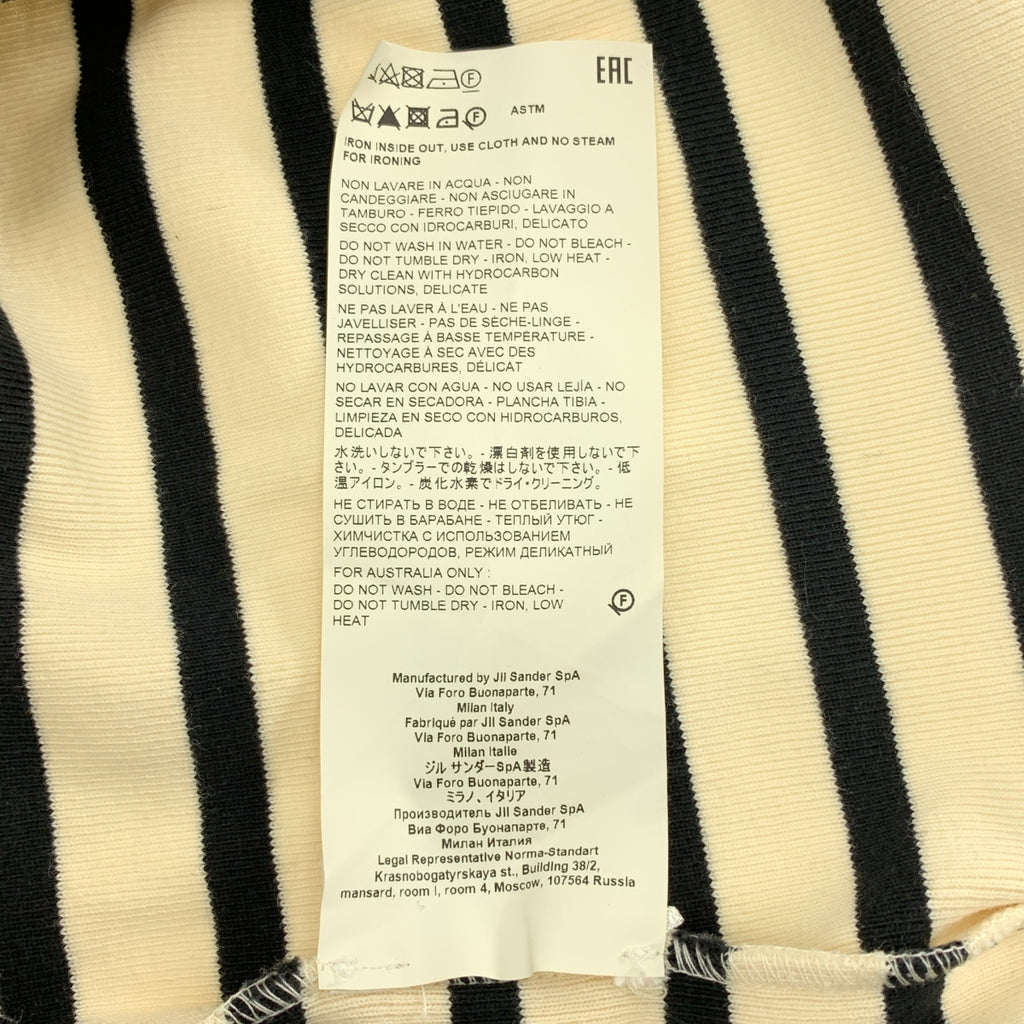 EAC
F
F ASTM
IRON INSIDE OUT, USE CLOTH AND NO STEAM
FOR IRONING
NON LAVARE IN ACQUA - NON
CANDEGGIARE - NON ASCIUGARE IN
TAMBURO - FERRO TIEPIDO - LAVAGGIO A
SECCO CON IDROCARBURI, DELICATO
DO NOT WASH IN WATER - DO NOT BLEACH -
DO NOT TUMBLE DRY - IRON, LOW HEAT -
DRY CLEAN WITH HYDROCARBON
SOLUTIONS, DELICATE
NE PAS LAVER À L'EAU - NE PAS
JAVELLISER - PAS DE SÈCHE-LINGE -
REPASSAGE À BASSE TEMPÉRATURE -
NETTOYAGE À SEC AVEC DES
HYDROCARBURES, DÉLICAT
NO LAVAR CON AGUA - NO USAR LEJÍA - NO
SECAR EN SECADORA - PLANCHA TIBIA -
LIMPIEZA EN SECO CON HIDROCARBUROS,
DELICADA
水洗いしないで下さい。- 漂白剤を使用しないで下
さい。- タンブラーでの乾燥はしないで下さい。- 低
温アイロン。- 炭化水素でドライ・クリーニング。
НЕ СТИРАТЬ В ВОДЕ - НЕ ОТБЕЛИВАТЬ - НЕ
СУШИТЬ В БАРАБАНЕ - ТЕПЛЫЙ УТЮГ -
ХИМЧИСТКА С ИСПОЛЬЗОВАНИЕМ
УГЛЕВОДОРОДОВ, РЕЖИМ ДЕЛИКАТНЫЙ
FOR AUSTRALIA ONLY :
DO NOT WASH - DO NOT BLEACH -
DO NOT TUMBLE DRY - IRON, LOW
HEAT
F
Manufactured by Jil Sander SpA
Via Foro Buonaparte, 71
Milan Italy
Fabriqué par Jil Sander SpA
Via Foro Buonaparte, 71
Milan Italie
ジル サンダーSpA製造
Via Foro Buonaparte, 71
ミラノ、イタリア
Производитель Jil Sander SpA
Виа Форо Буонапарте, 71
Милан Италия
Legal Representative Norma-Standart
Krasnobogatyrskaya st., Building 38/2,
mansard, room I, room 4, Moscow, 107564 Russia